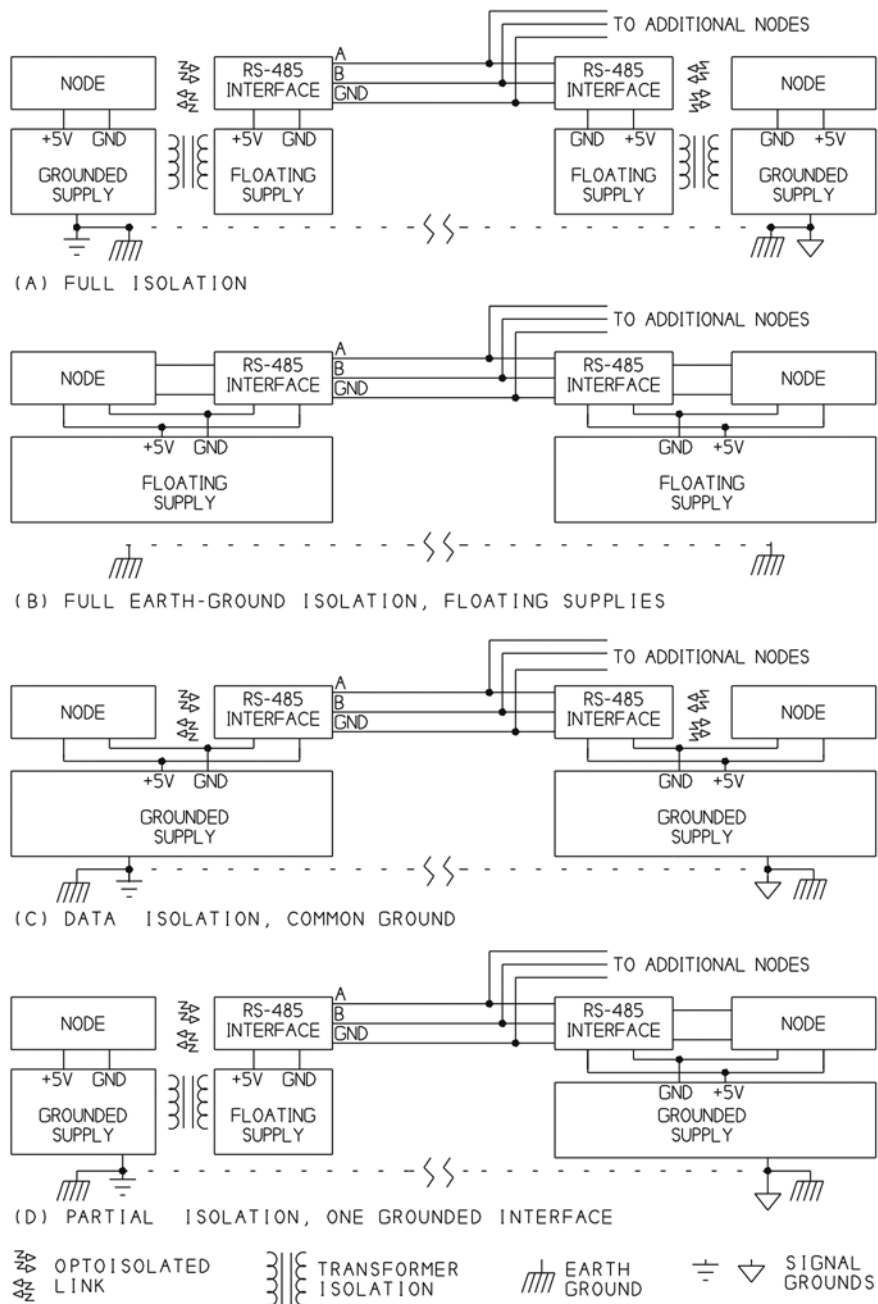 A
B
GND
TO ADDITIONAL NODES
NODE
RS-485
INTERFACE
RS-485
INTERFACE
NODE
+5V GND
+5V GND
GND +5V
GND +5V
GROUNDED
SUPPLY
FLOATING
SUPPLY
FLOATING
SUPPLY
GROUNDED
SUPPLY
(A) FULL ISOLATION
A
B
GND
TO ADDITIONAL NODES
NODE
RS-485
INTERFACE
RS-485
INTERFACE
NODE
+5V GND
GND +5V
FLOATING
SUPPLY
FLOATING
SUPPLY
(B) FULL EARTH-GROUND ISOLATION, FLOATING SUPPLIES
A
B
GND
TO ADDITIONAL NODES
NODE
RS-485
INTERFACE
RS-485
INTERFACE
NODE
+5V GND
GND +5V
GROUNDED
SUPPLY
GROUNDED
SUPPLY
(C) DATA ISOLATION, COMMON GROUND
A
B
GND
TO ADDITIONAL NODES
NODE
RS-485
INTERFACE
RS-485
INTERFACE
NODE
+5V GND
+5V GND
GND +5V
GROUNDED
SUPPLY
FLOATING
SUPPLY
GROUNDED
SUPPLY
(D) PARTIAL ISOLATION, ONE GROUNDED INTERFACE
OPTOISOLATED
LINK
TRANSFORMER
ISOLATION
EARTH
GROUND
SIGNAL
GROUNDS